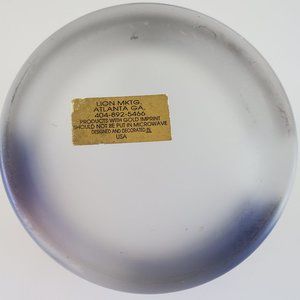 LION MKTG.
ATLANTA GA.
404-892-5466
PRODUCTS WITH GOLD IMPRINT
SHOULD NOT BE PUT IN MICROWAVE
DESIGNED AND DECORATED IN
USA